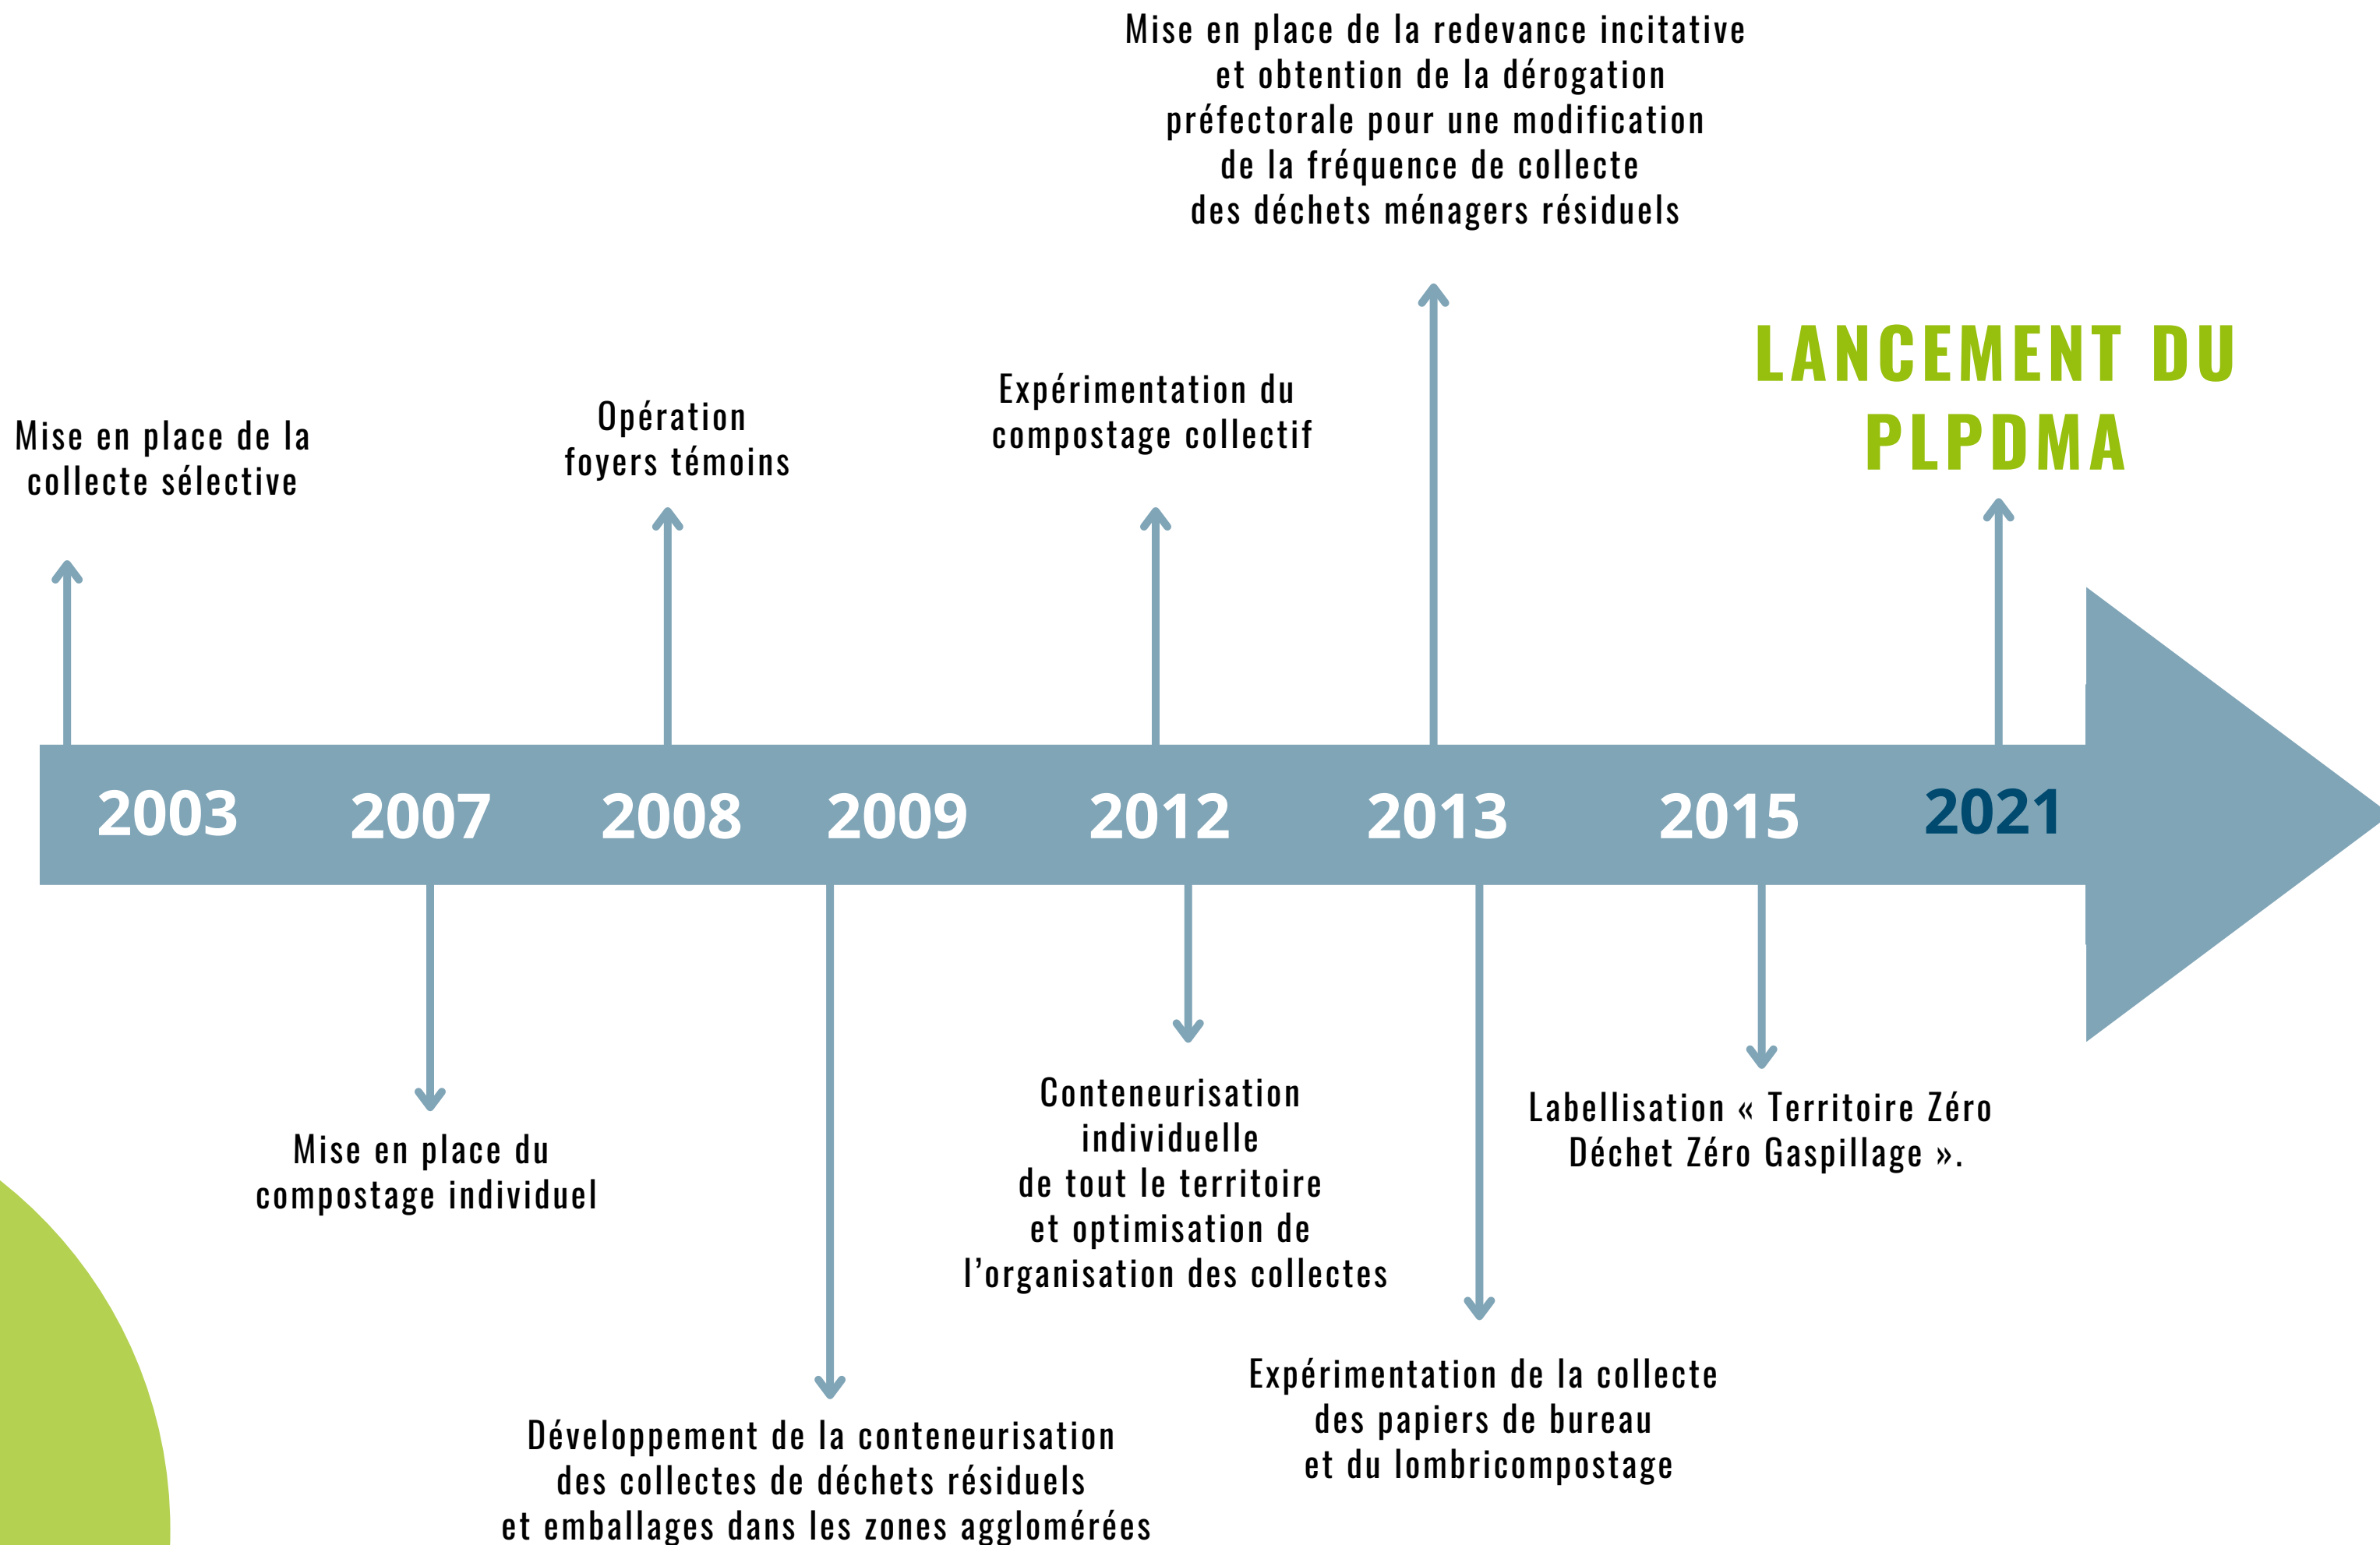 Mise en place de la redevance incitative
et obtention de la dérogation
préfectorale pour une modification
de la fréquence de collecte
des déchets ménagers résiduels
LANCEMENT DU
PLPDMA
Expérimentation du
compostage collectif
Opération
foyers témoins
Mise en place de la
collecte sélective
2003
2007
2008
2009
2012
2013
2015
2021
Mise en place du
compostage individuel
Développement de la conteneurisation
des collectes de déchets résiduels
et emballages dans les zones agglomérées
Conteneurisation
individuelle
de tout le territoire
et optimisation de
l’organisation des collectes
Expérimentation de la collecte
des papiers de bureau
et du lombricompostage
Labellisation « Territoire Zéro
Déchet Zéro Gaspillage ».